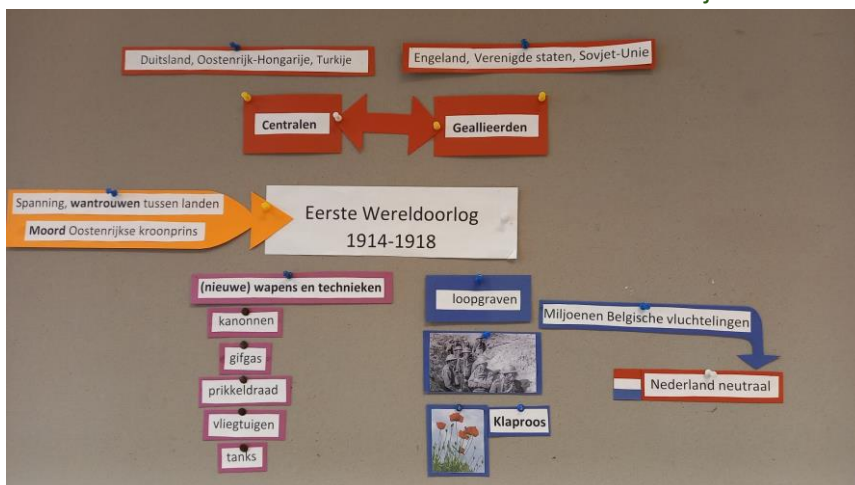 Duitsland, Oostenrijk-Hongarije, Turkije
Engeland, Verenigde staten, Sovjet-Unie
Centralen
Geallieerden
Spanning, wantrouwen tussen landen
Moord Oostenrijkse kroonprins
Eerste Wereldoorlog
1914-1918
(nieuwe) wapens en technieken
kanonnen
gifgas
prikkeldraad
vliegtuigen
tanks
loopgraven
Klaproos
Miljoenen Belgische vluchtelingen
Nederland neutraal